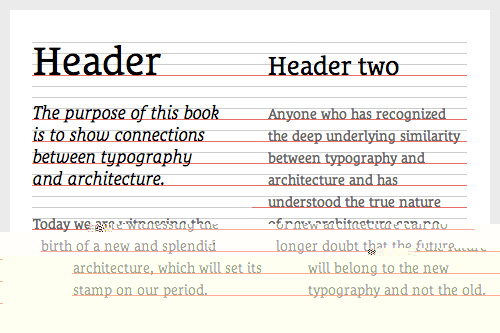 Header
The purpose of this book
is to show connections
between typography
and architecture.
Today we are witnessing the
birth of a new and splendid
architecture, which will set its
stamp on our period.
Header two
Anyone who has recognized
the deep underlying similarity
between typography and
architecture and has
understood the true nature
of new
longer doubt that the future
will belong to the new
typography and not the old.